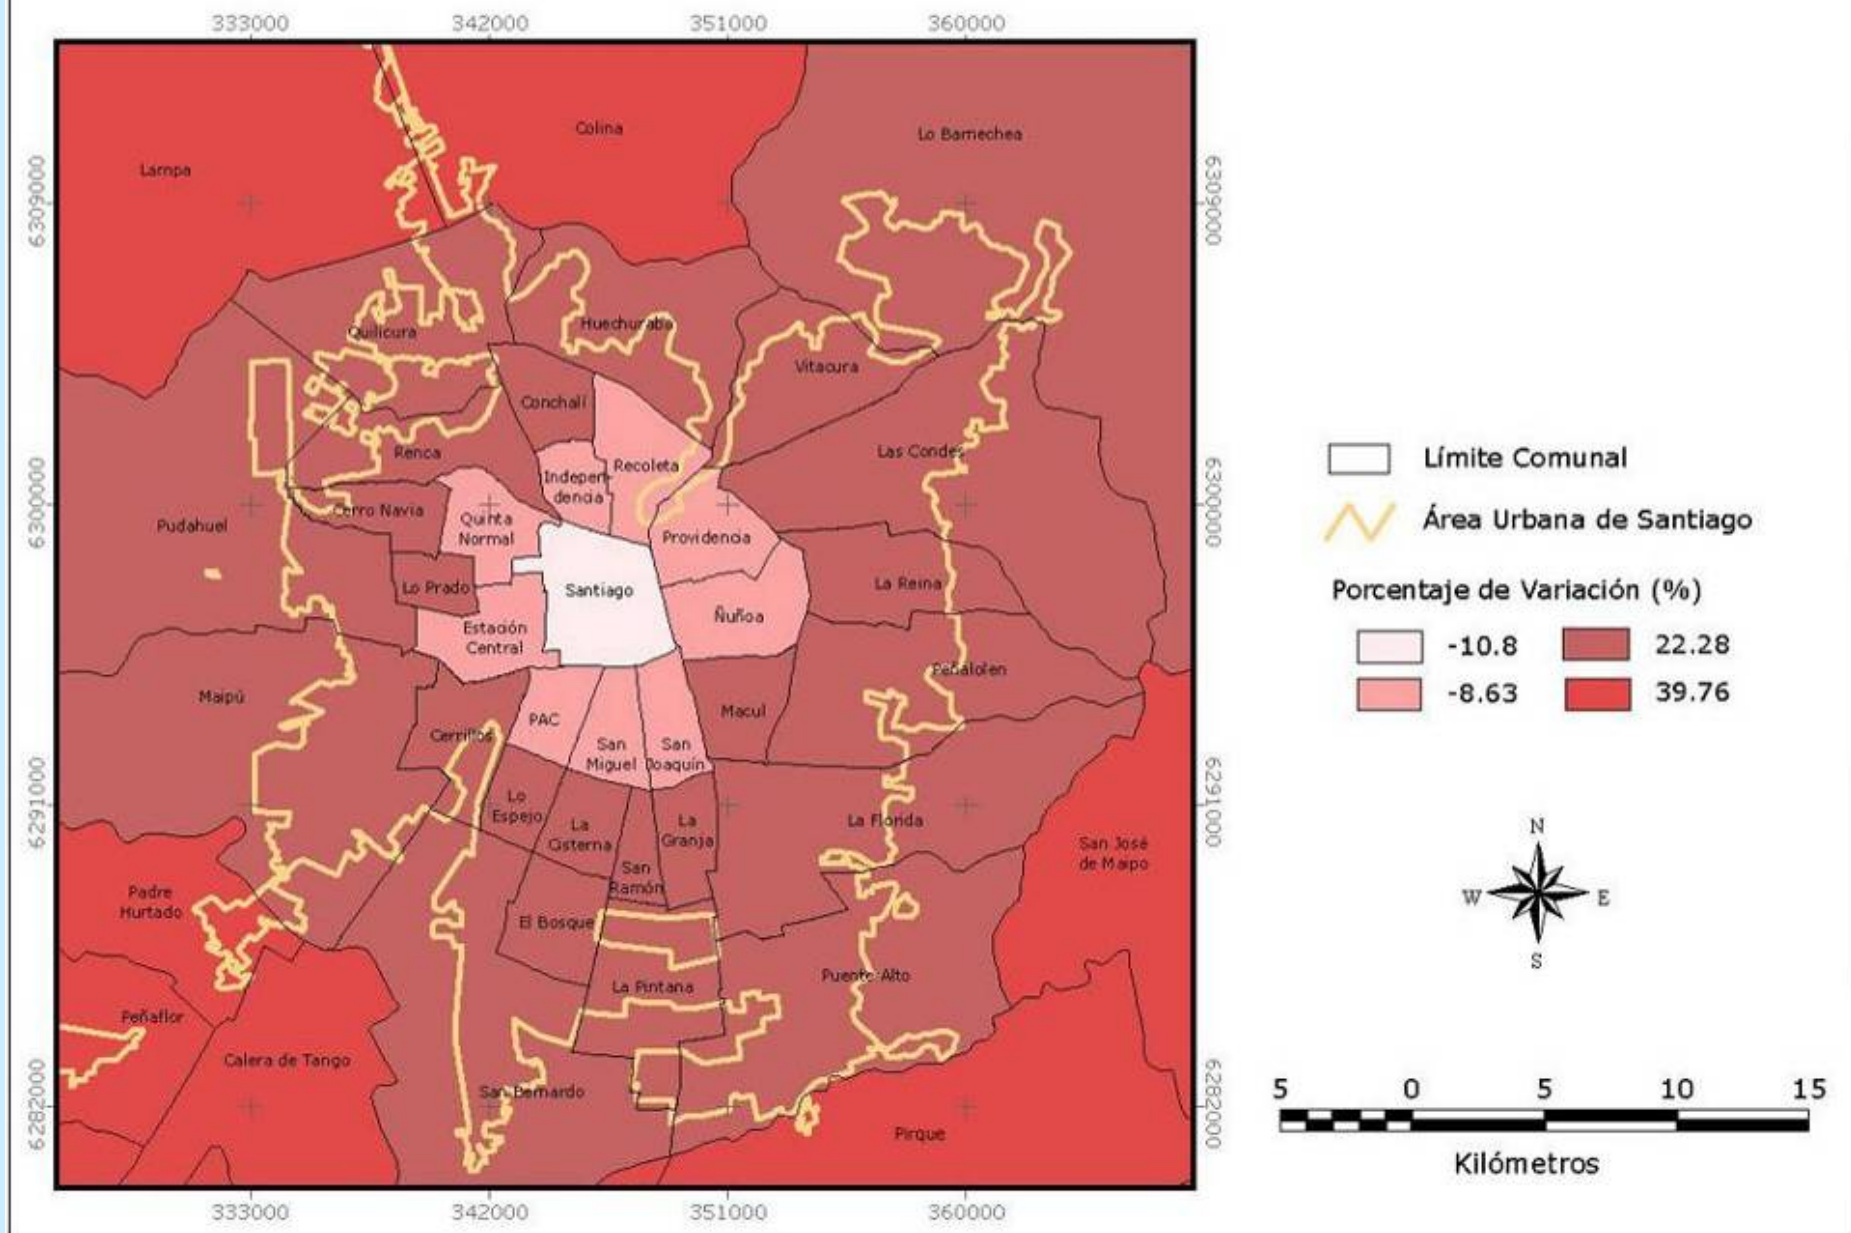 333000 342000 351000 360000
Colina
Lo Barnechea
Lampa
6309000
6309000
Quilicura
Huechuraba
Vitacura
Conchalí
Las Condes
Renca
Recoleta
Indepen-
dencia
6300000
6300000
Cerro Navia
Quinta
Normal
Pudahuel
Providencia
Lo Prado
Santiago
La Reina
Ñuñoa
Estación
Central
Peñalolen
Maipú
Macul
PAC
Cerrillos
San
Miguel
San
Joaquín
6291000
6291000
Lo
Espejo
La
Cisterna
La
Granja
La Florida
San José
de Maipo
San
Ramón
Padre
Hurtado
El Bosque
Puente Alto
La Pintana
Peñaflor
Calera de Tango
San Bernardo
6282000
6282000
Pirque
333000 342000 351000 360000
Límite Comunal
Área Urbana de Santiago
Porcentaje de Variación (%)
-10.8 22.28
-8.63 39.76
N
W E
S
5 0 5 10 15
Kilómetros